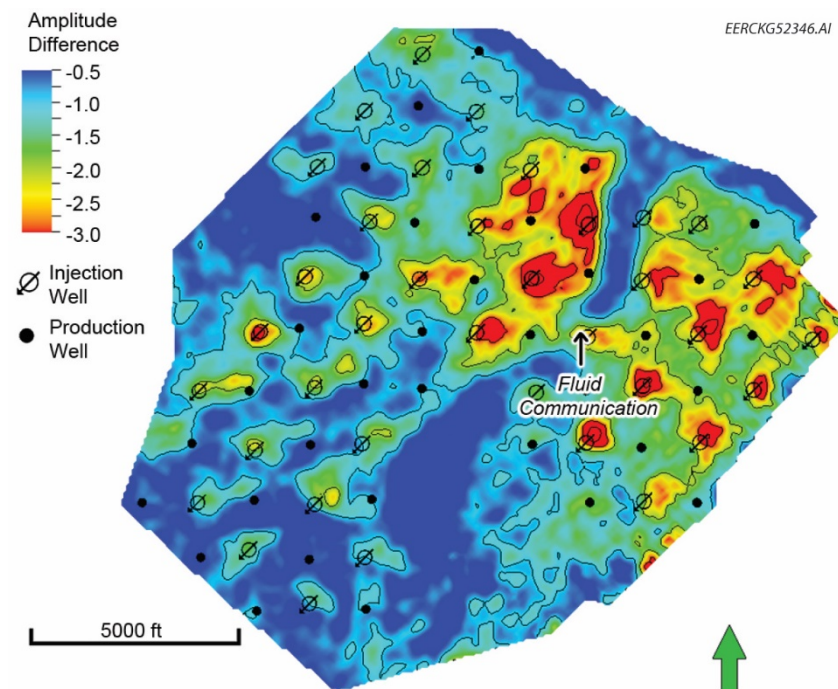 Amplitude
Difference
EERCKG52346.AI
-0.5
-1.0
-1.5
-2.0
-2.5
-3.0
Injection
Well
Production
Well
Fluid
Communication
5000 ft